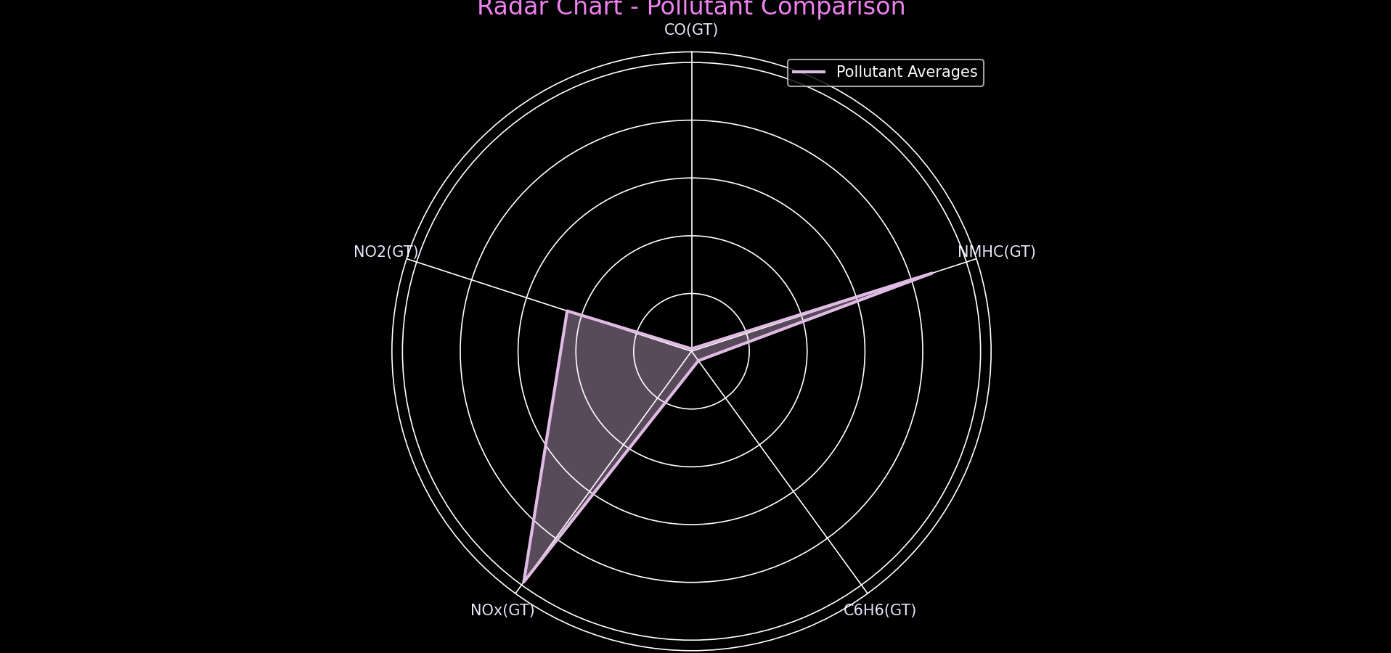 Radar Chart - Pollutant Comparison
CO(GT)
Pollutant Averages
NO2(GT)
NMHC(GT)
NOx(GT)
C6H6(GT)